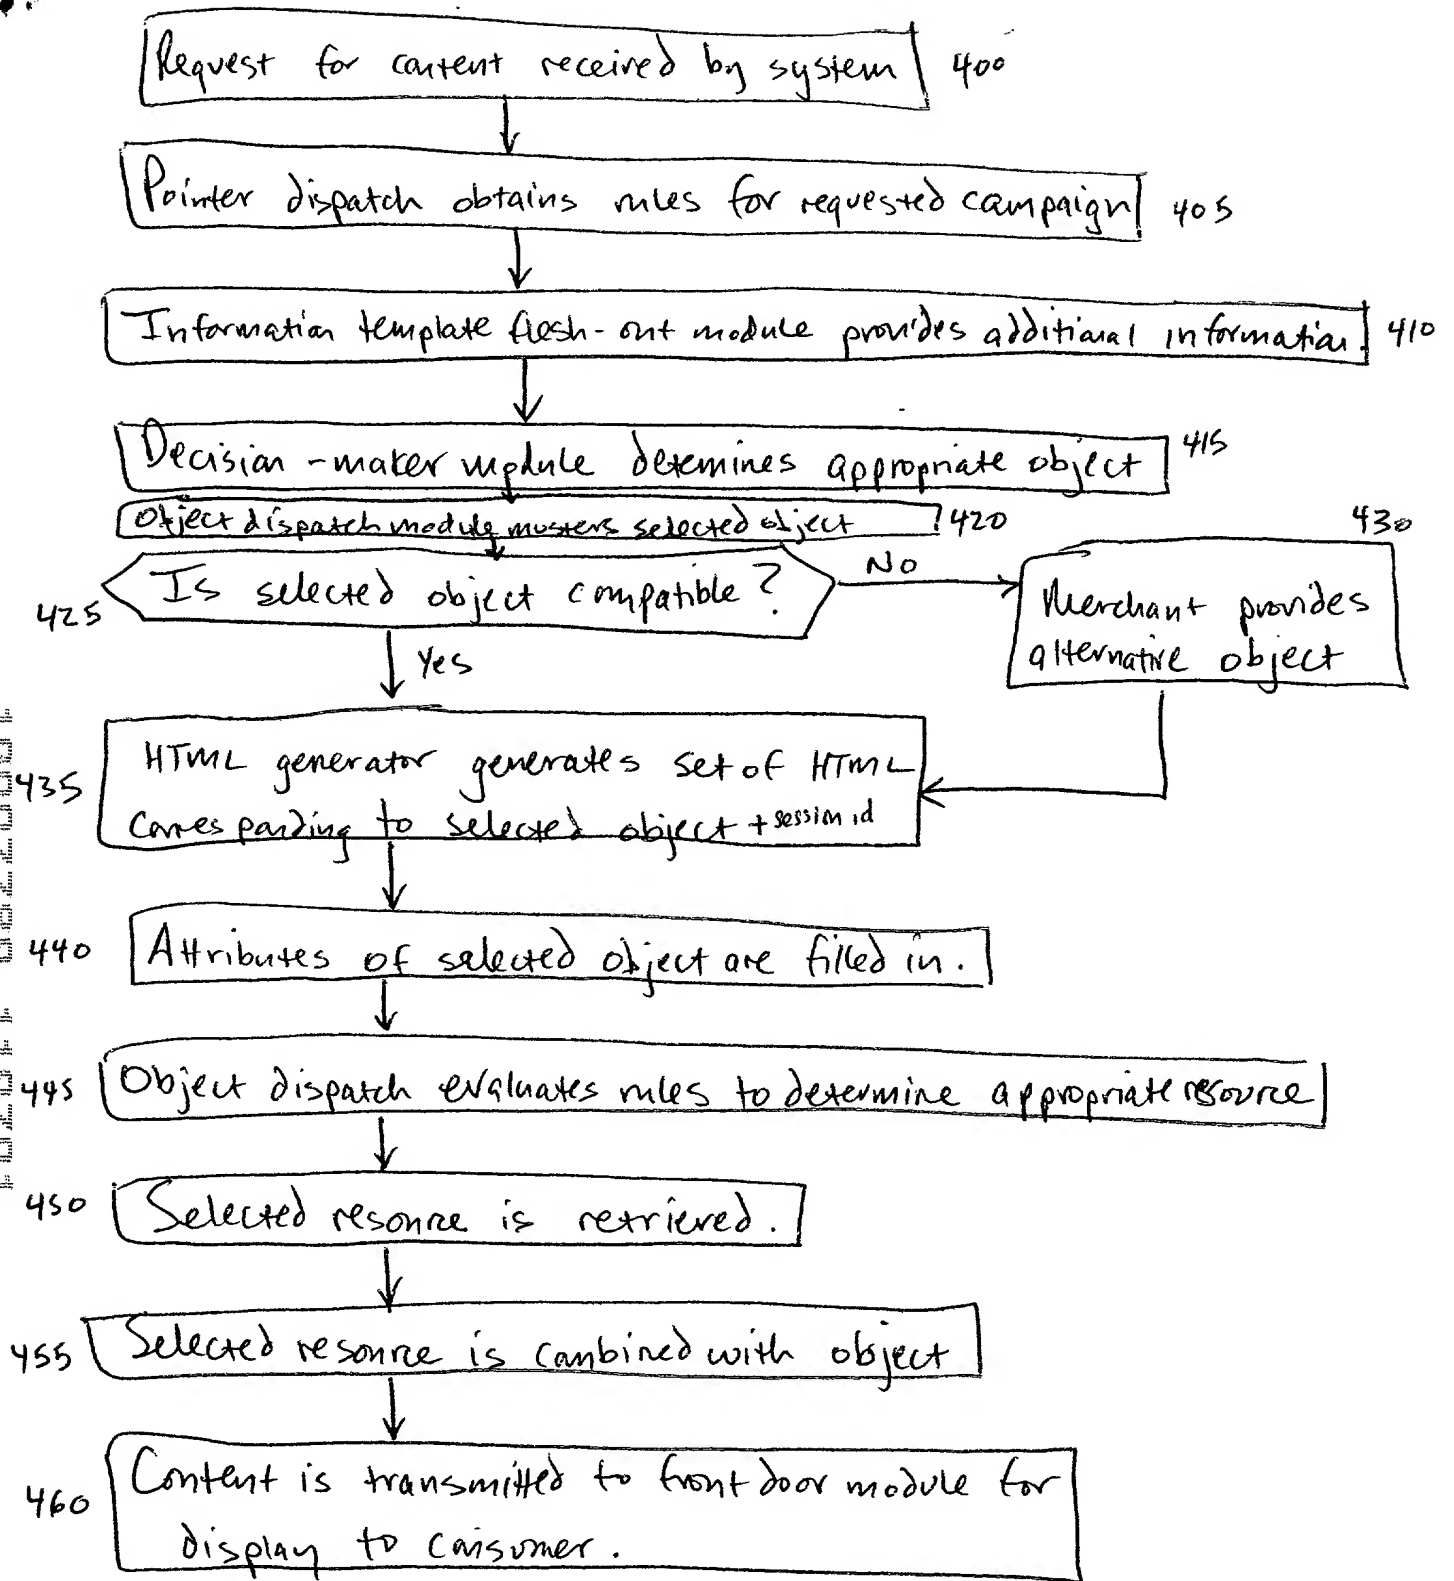 Request for content received by system 400
Pointer dispatch obtains rules for requested campaign 405
Information template flesh-out module provides additional information. 410
Decision-maker module determines appropriate object 415
Object dispatch module musters selected object 420
430
Is selected object compatible? No
425
Merchant provides
alternative object
Yes
HTML generator generates set of HTML
435
corresponding to selected object + session id
440 Attributes of selected object are filled in.
445 Object dispatch evaluates rules to determine appropriate resource
450 Selected resource is retrieved.
455 Selected resource is combined with object
Content is transmitted to front door module for
460
display to consumer.